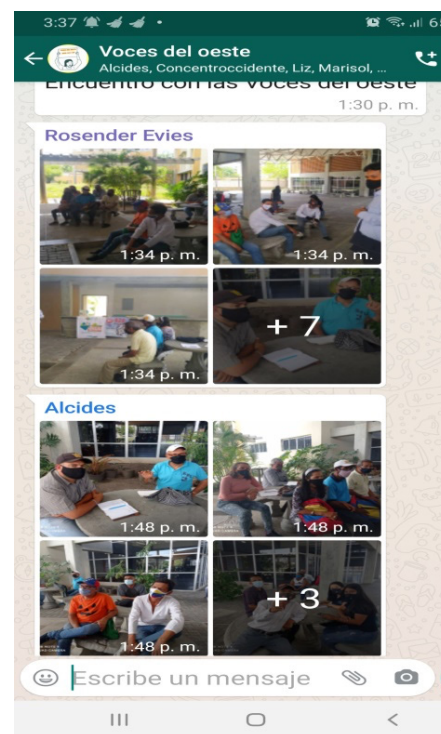 3:37
65
Voces del oeste
Alcides, Concentroccidente, Liz, Marisol, ...
Encuentro con las voces del oeste
1:30 p. m.
Rosender Evies
1:34 p. m.
1:34 p. m.
1:34 p. m.
+ 7
Alcides
1:48 p. m.
1:48 p. m.
1:48 p. m.
+ 3
Escribe un mensaje